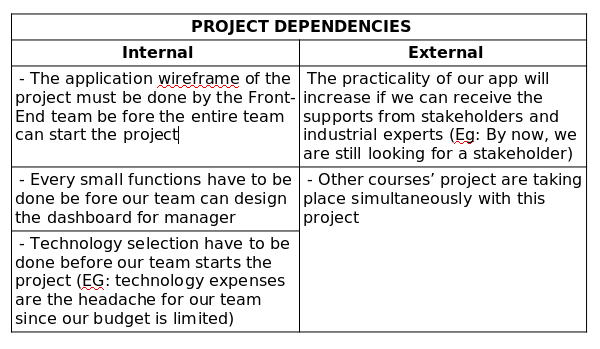 PROJECT DEPENDENCIES
Internal
External
- The application wireframe of the
project must be done by the Front-
End team be fore the entire team
can start the project
The practicality of our app will
increase if we can receive the
supports from stakeholders and
industrial experts (Eg: By now, we
are still looking for a stakeholder)
- Every small functions have to be
done be fore our team can design
the dashboard for manager
- Other courses’ project are taking
place simultaneously with this
project
- Technology selection have to be
done before our team starts the
project (EG: technology expenses
are the headache for our team
since our budget is limited)